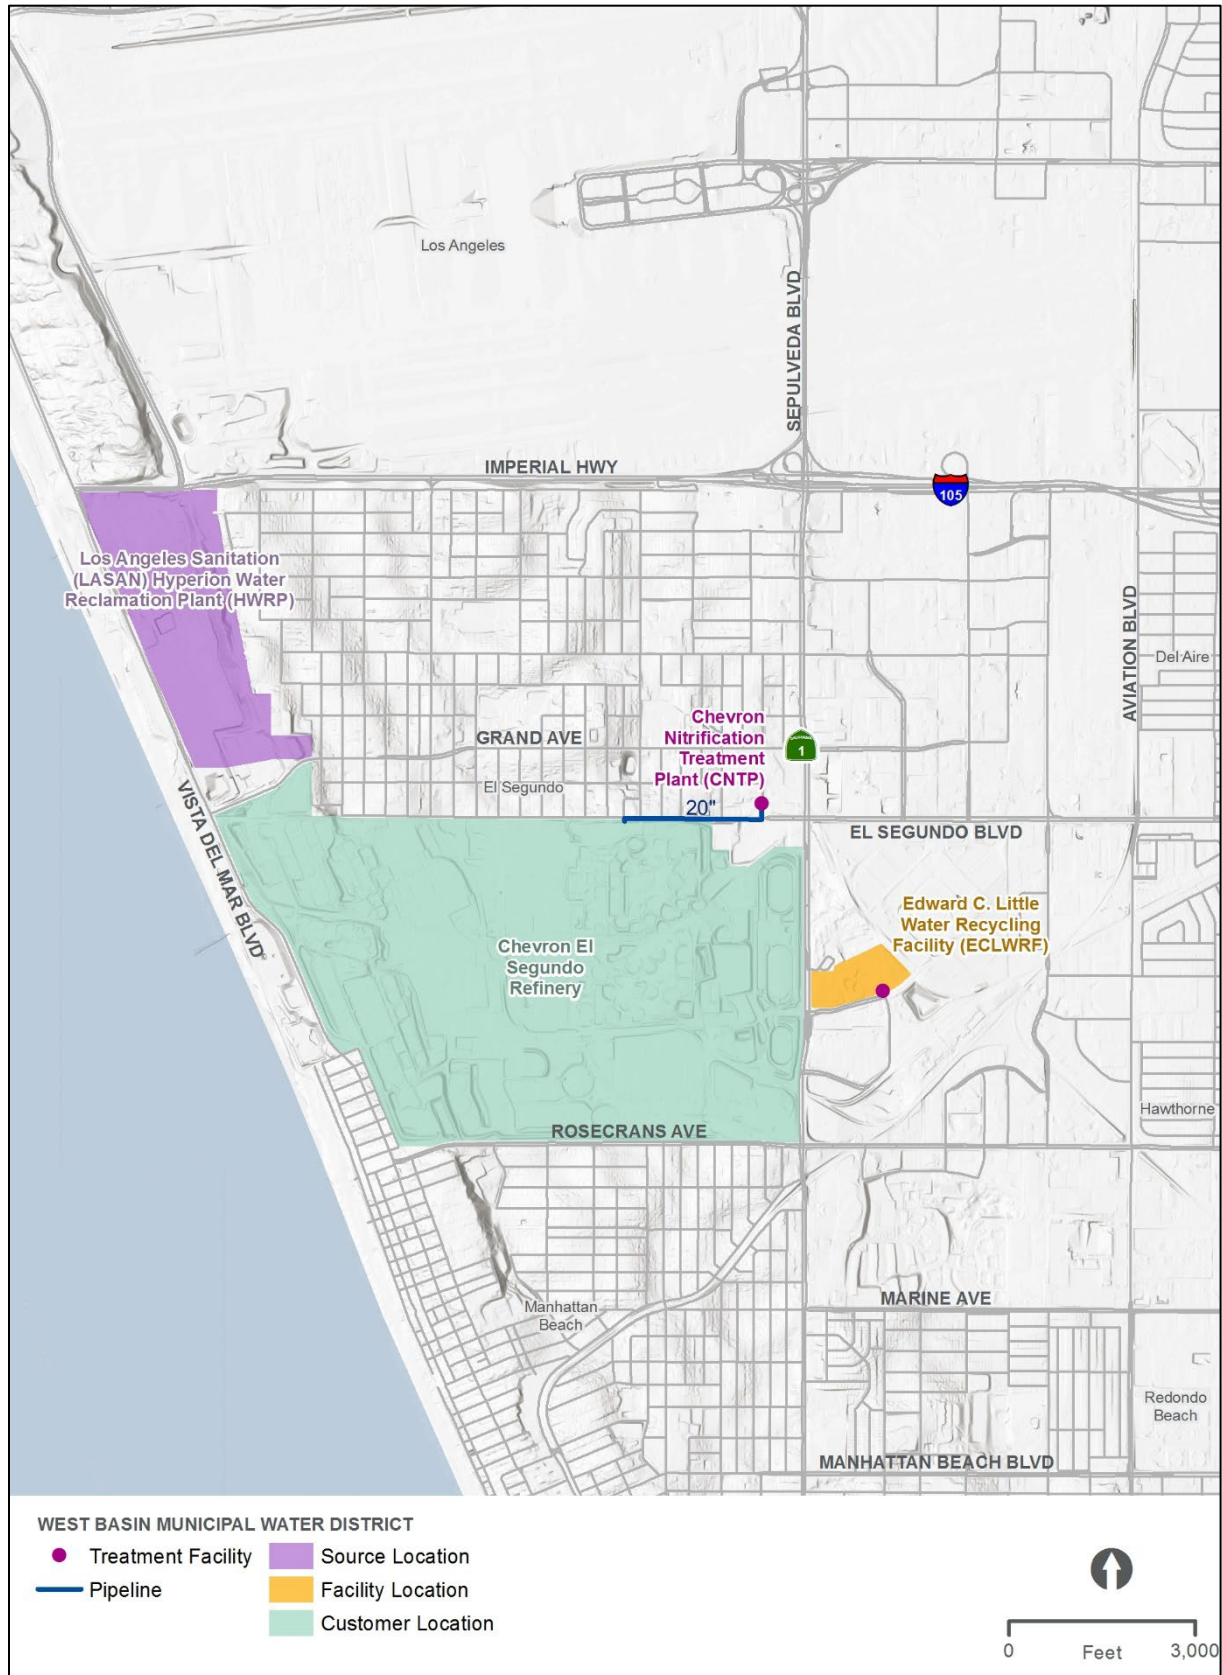 Los Angeles
SEPULVEDA BLVD
IMPERIAL HWY
105
Los Angeles Sanitation
(LASAN) Hyperion Water
Reclamation Plant (HWRP)
AVIATION BLVD
Del Aire
Chevron
Nitrification
Treatment
Plant (CNTP)
GRAND AVE
1
El Segundo
20"
EL SEGUNDO BLVD
VISTA DEL MAR BLVD
Edward C. Little
Water Recycling
Facility (ECLWRF)
Chevron El
Segundo
Refinery
Hawthorne
ROSECRANS AVE
MARINE AVE
Manhattan
Beach
Redondo
Beach
MANHATTAN BEACH BLVD
WEST BASIN MUNICIPAL WATER DISTRICT
Treatment Facility
Source Location
Pipeline
Facility Location
Customer Location
0 Feet 3,000